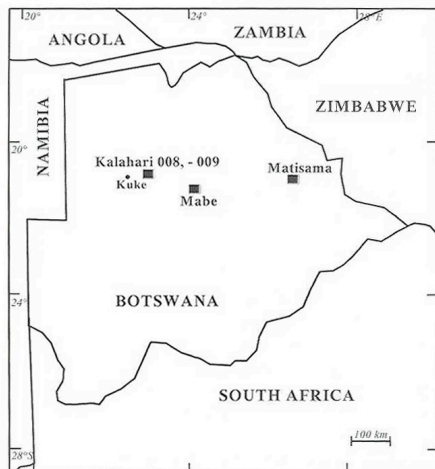 20°
24°
28°E
ANGOLA
ZAMBIA
ZIMBABWE
NAMIBIA
20°
Kalahari 008, - 009
Matisama
Kuke
Mabe
24°
BOTSWANA
SOUTH AFRICA
100 km
28°S